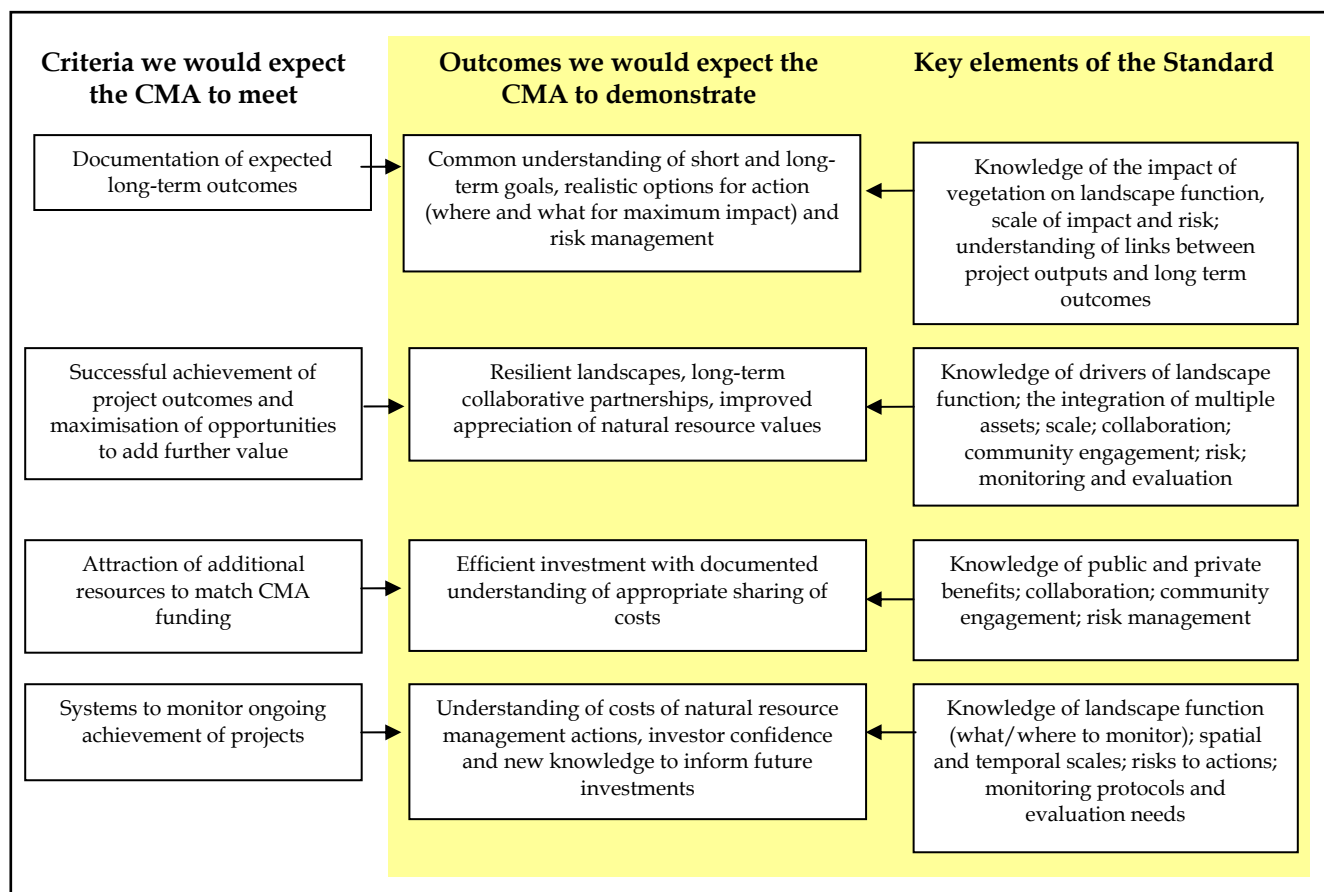 Criteria we would expect
the CMA to meet
Outcomes we would expect the
CMA to demonstrate
Key elements of the Standard
Documentation of expected
long-term outcomes
Common understanding of short and long-
term goals, realistic options for action
(where and what for maximum impact) and
risk management
Knowledge of the impact of
vegetation on landscape function,
scale of impact and risk;
understanding of links between
project outputs and long term
outcomes
Successful achievement of
project outcomes and
maximisation of opportunities
to add further value
Resilient landscapes, long-term
collaborative partnerships, improved
appreciation of natural resource values
Knowledge of drivers of landscape
function; the integration of multiple
assets; scale; collaboration;
community engagement; risk;
monitoring and evaluation
Attraction of additional
resources to match CMA
funding
Efficient investment with documented
understanding of appropriate sharing of
costs
Knowledge of public and private
benefits; collaboration; community
engagement; risk management
Systems to monitor ongoing
achievement of projects
Understanding of costs of natural resource
management actions, investor confidence
and new knowledge to inform future
investments
Knowledge of landscape function
(what/where to monitor); spatial
and temporal scales; risks to actions;
monitoring protocols and
evaluation needs